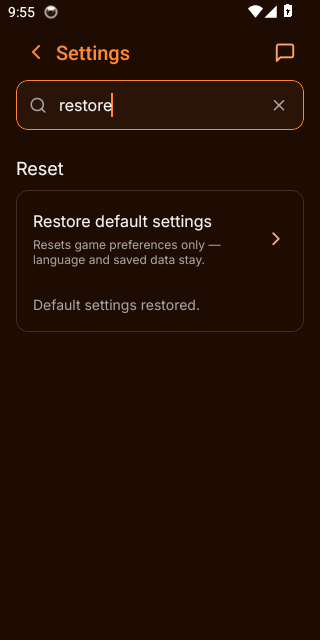 9:55
Settings
restore
Reset
Restore default settings
Resets game preferences only —
language and saved data stay.
Default settings restored.